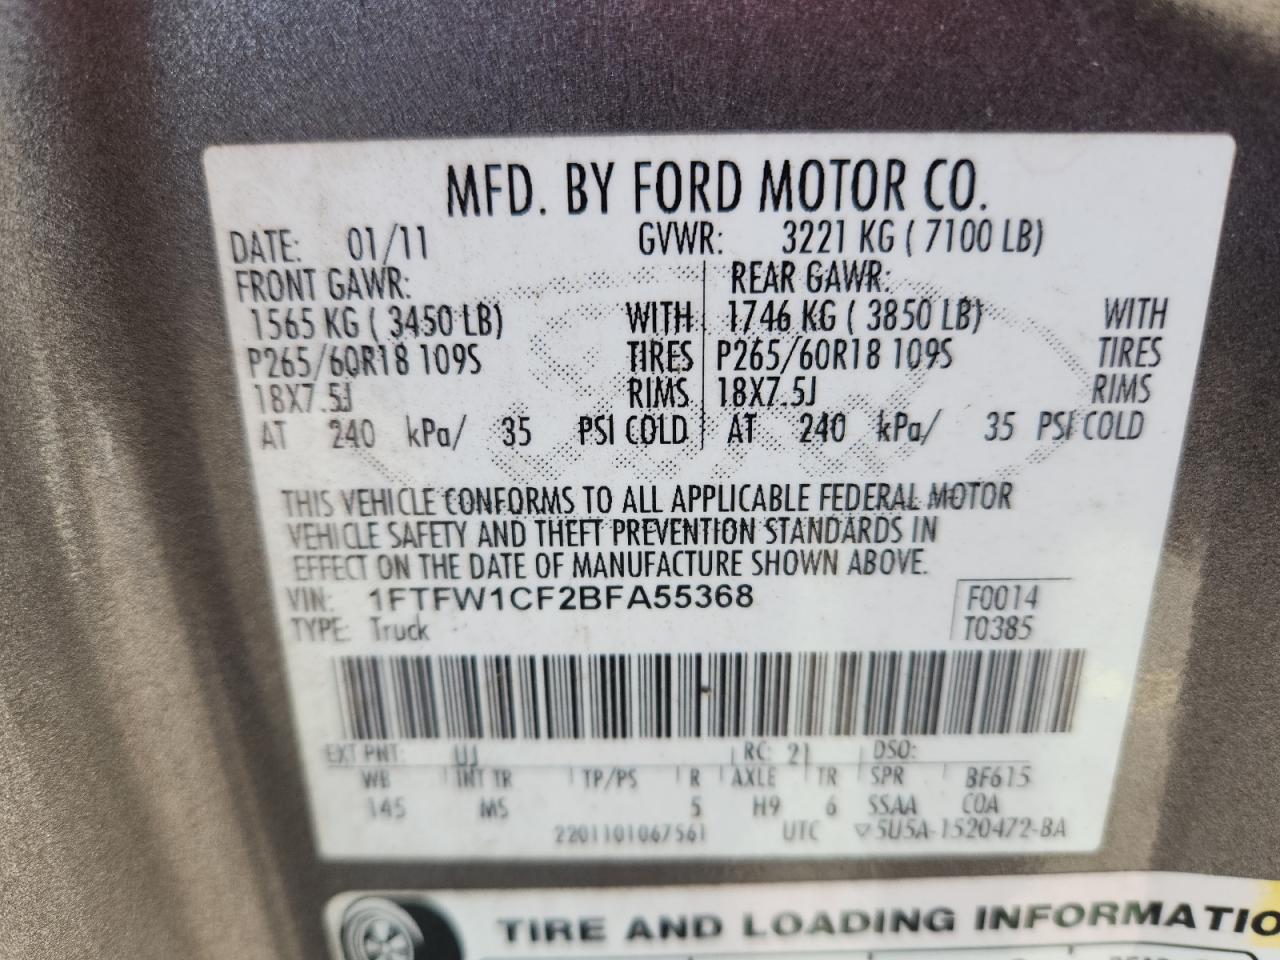 MFD. BY FORD MOTOR CO.
DATE: 01/11 GVWR: 3221 KG ( 7100 LB)
FRONT GAWR: REAR GAWR:
1565 KG ( 3450 LB) WITH 1746 KG ( 3850 LB) WITH
P265/60R18 109S TIRES P265/60R18 109S TIRES
18X7.5J RIMS 18X7.5J RIMS
AT 240 kPa/ 35 PSI COLD AT 240 kPa/ 35 PSI COLD
THIS VEHICLE CONFORMS TO ALL APPLICABLE FEDERAL MOTOR
VEHICLE SAFETY AND THEFT PREVENTION STANDARDS IN
EFFECT ON THE DATE OF MANUFACTURE SHOWN ABOVE.
VIN: 1FTFW1CF2BFA55368 F0014
TYPE: Truck T0385
EXT PNT: UJ RC: 21 DSO:
WB INT TR TP/PS R AXLE TR SPR BF615
145 MS 5 H9 6 SSAA COA
2201101067561 UTC ▽5U5A-1520472-BA
TIRE AND LOADING INFORMATIO